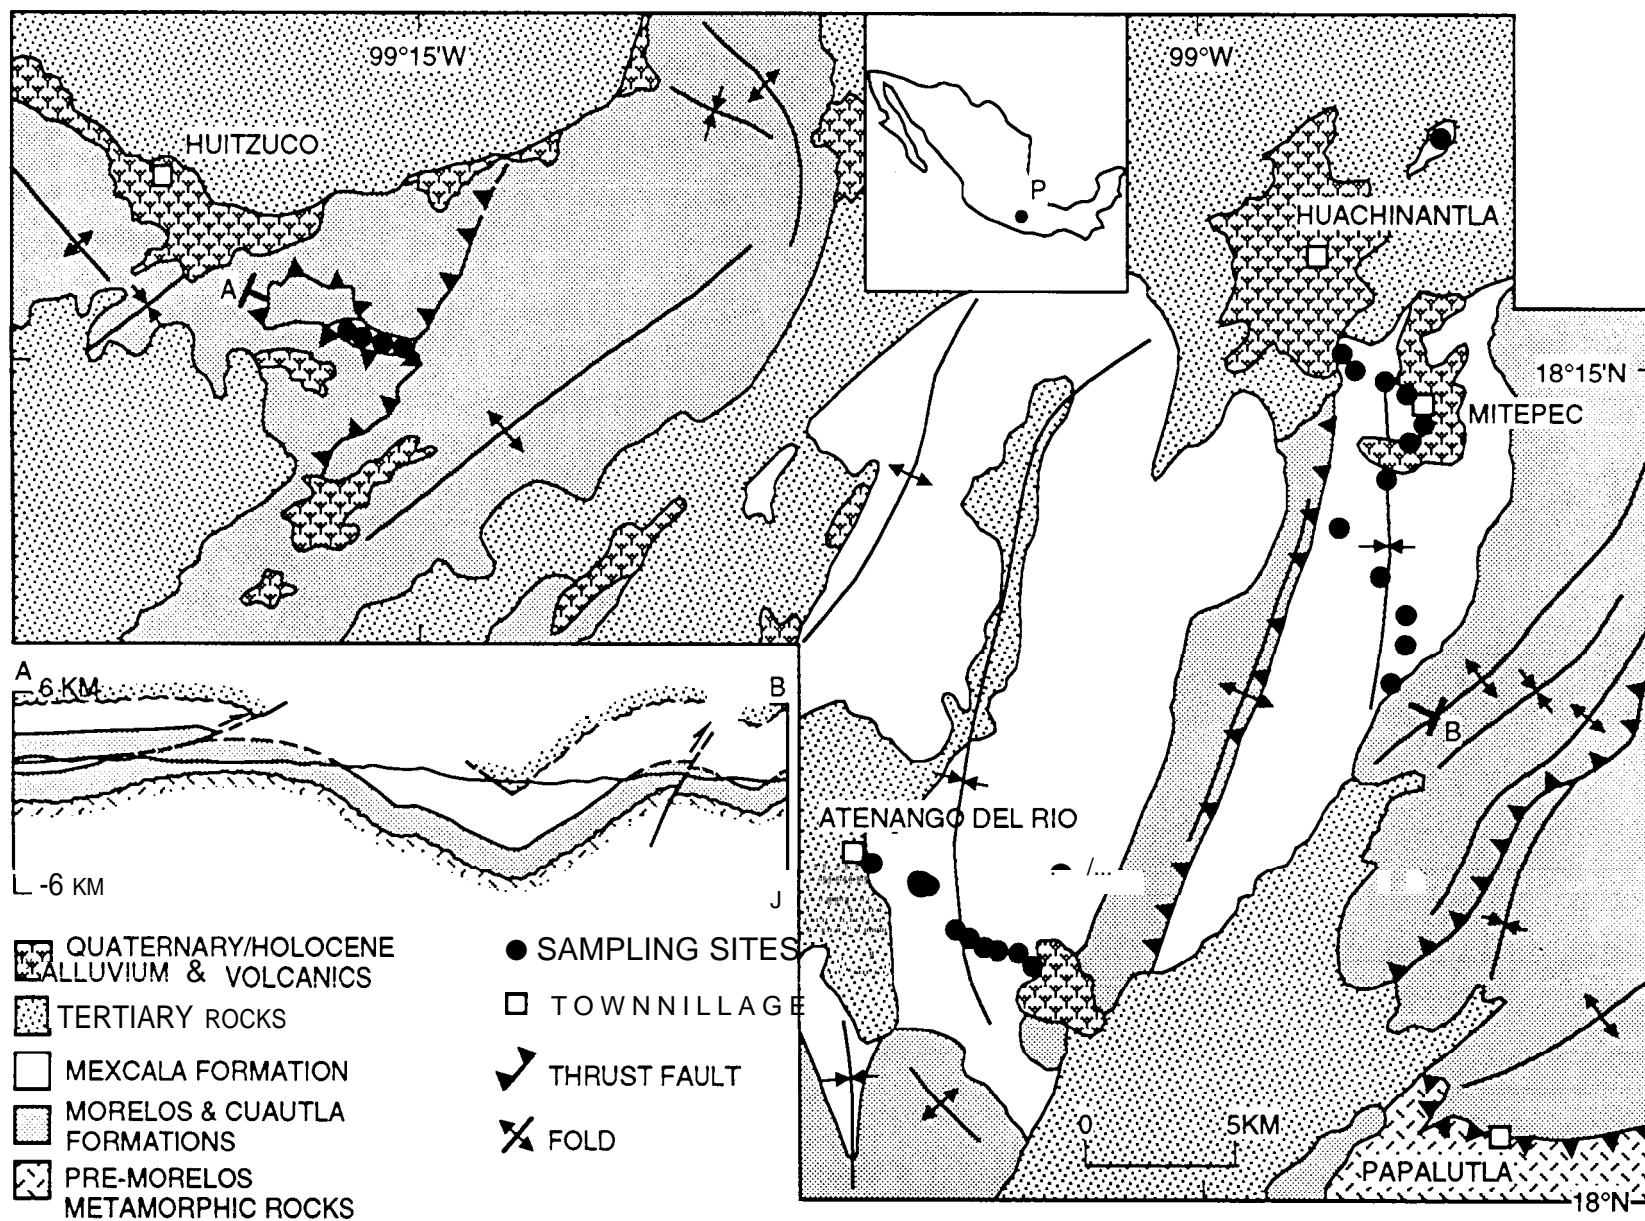 99°15'W
99°W
HUITZUCO
P
HUACHINANTLA
A
18°15'N
MITEPEC
A
6 KM
B
B
ATENANGO DEL RIO
-6 KM
J
QUATERNARY/HOLOCENE
ALLUVIUM & VOLCANICS
TERTIARY ROCKS
MEXCALA FORMATION
MORELOS & CUAUTLA
FORMATIONS
PRE-MORELOS
METAMORPHIC ROCKS
SAMPLING SITES
TOWNNILLAGE
THRUST FAULT
FOLD
0 5KM
PAPALUTLA
18°N